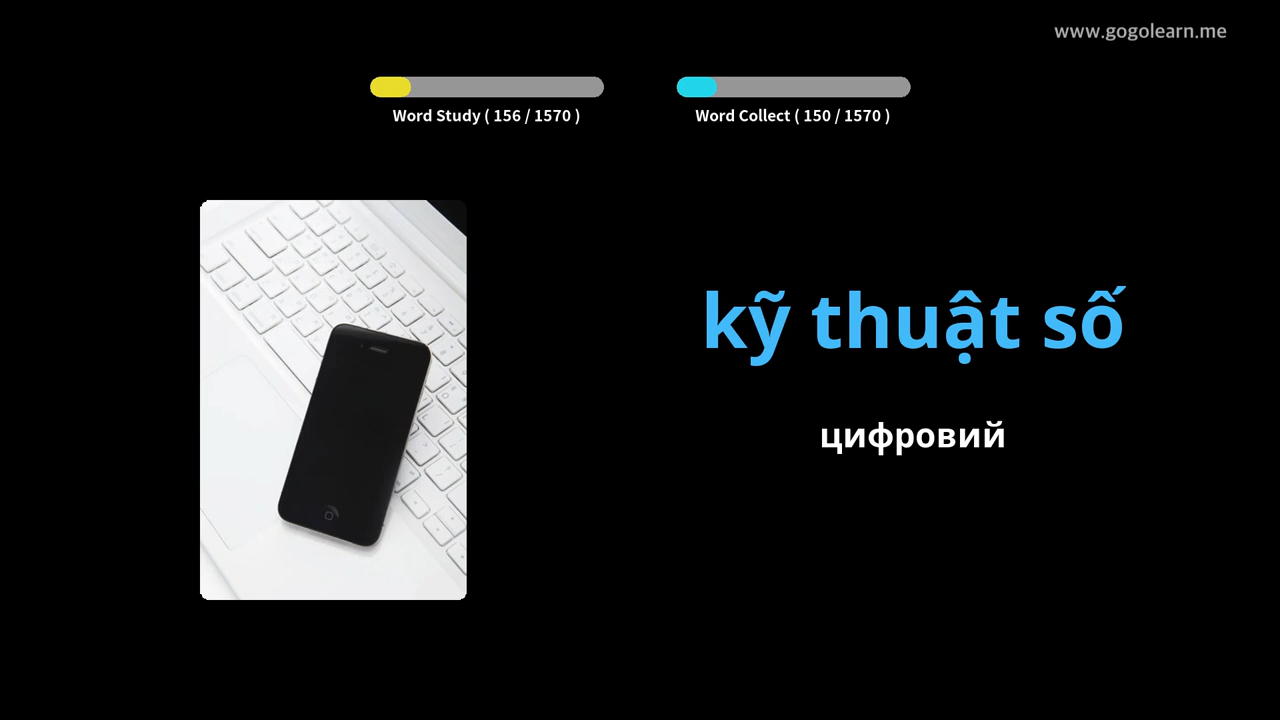 www.gogolearn.me
Word Study ( 156 / 1570 )
Word Collect ( 150 / 1570 )
kỹ thuật số
цифровий